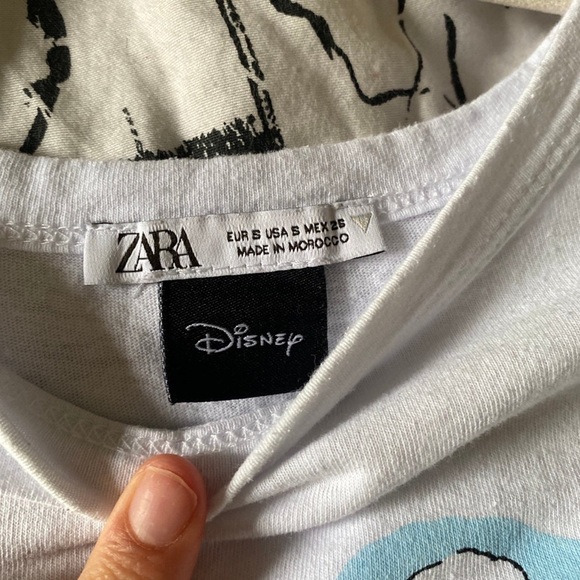 ZARA
EUR S USA S MEX 26
MADE IN MOROCCO
Disney